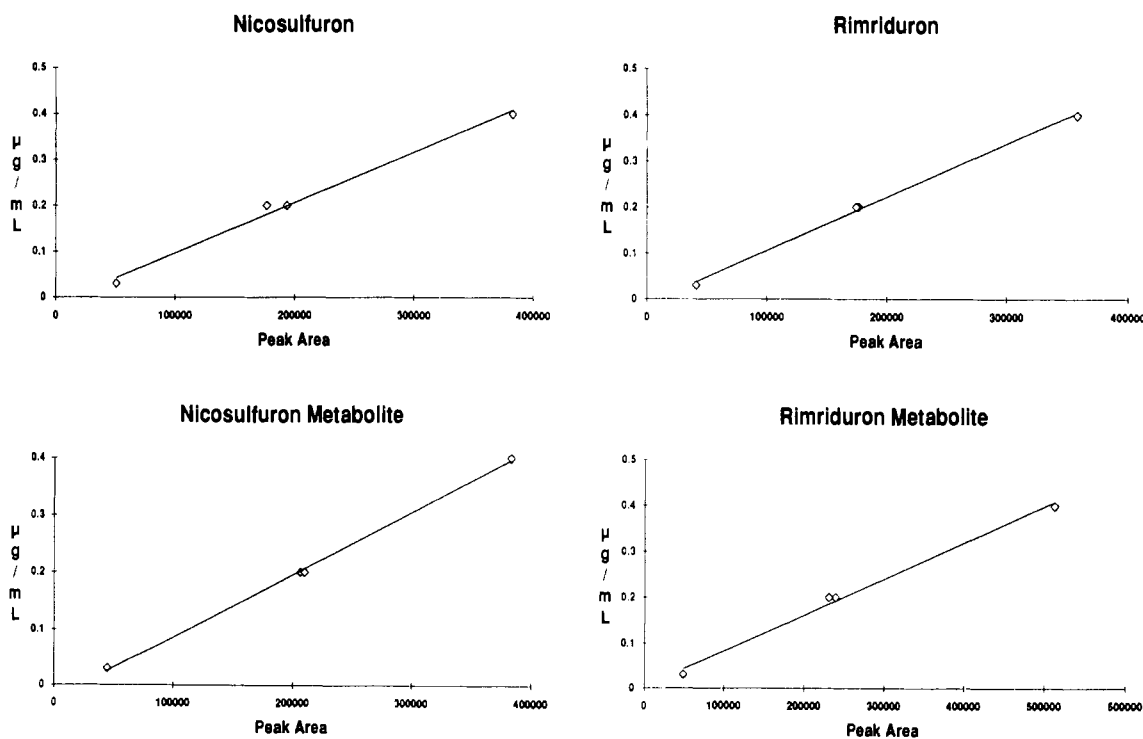 Nicosulfuron
0.5
0.4
0.3
0.2
0.1
0
µ
g
/
m
L
0 100000 200000 300000 400000
Peak Area
Rimriduron
0.5
0.4
0.3
0.2
0.1
0
µ
g
/
m
L
0 100000 200000 300000 400000
Peak Area
Nicosulfuron Metabolite
0.4
0.3
0.2
0.1
0
µ
g
/
m
L
0 100000 200000 300000 400000
Peak Area
Rimriduron Metabolite
0.5
0.4
0.3
0.2
0.1
0
µ
g
/
m
L
0 100000 200000 300000 400000 500000 600000
Peak Area